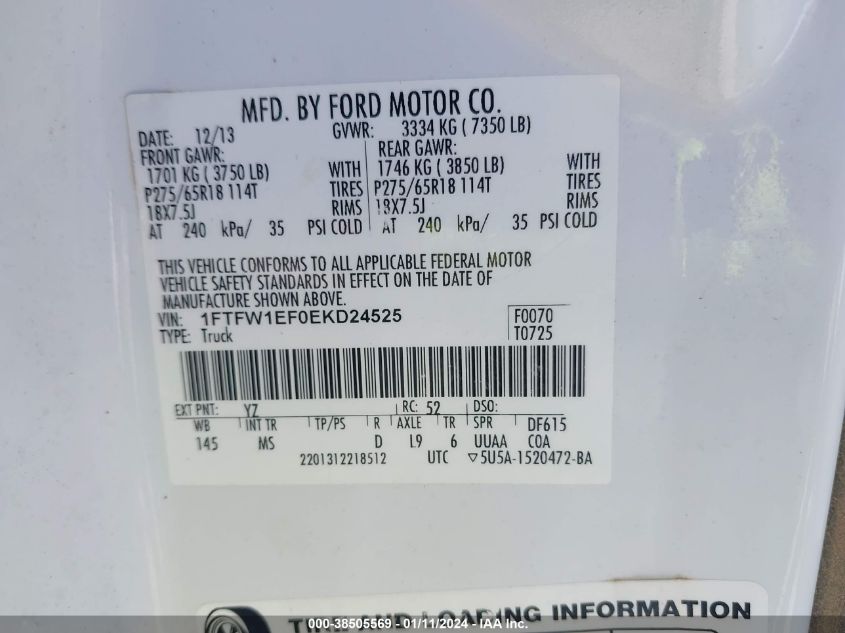 MFD. BY FORD MOTOR CO.
DATE: 12/13 GVWR: 3334 KG ( 7350 LB)
FRONT GAWR: REAR GAWR:
1701 KG ( 3750 LB) WITH 1746 KG ( 3850 LB) WITH
P275/65R18 114T TIRES P275/65R18 114T TIRES
18X7.5J RIMS 18X7.5J RIMS
AT 240 kPa/ 35 PSI COLD AT 240 kPa/ 35 PSI COLD
THIS VEHICLE CONFORMS TO ALL APPLICABLE FEDERAL MOTOR
VEHICLE SAFETY STANDARDS IN EFFECT ON THE DATE OF
MANUFACTURE SHOWN ABOVE.
VIN: 1FTFW1EF0EKD24525 F0070
TYPE: Truck T0725
EXT PNT: YZ RC: 52 DSO:
WB INT TR TP/PS R AXLE TR SPR DF615
145 MS D L9 6 UUAA COA
2201312218512 UTC ▽5U5A-1520472-BA
TIRE AND LOADING INFORMATION
000-38505569 - 01/11/2024 - IAA Inc.